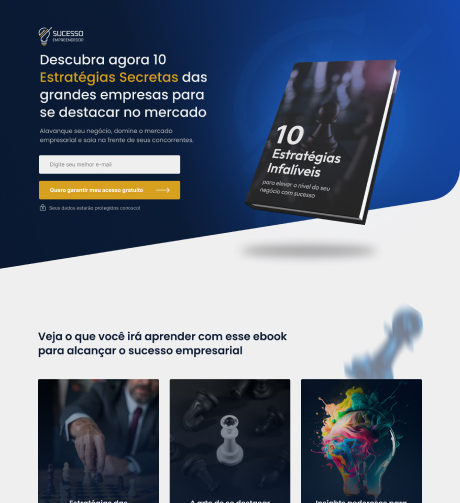 SUCESSO
EMPREENDEDOR
Descubra agora 10
Estratégias Secretas das
grandes empresas para
se destacar no mercado
Alavanque seu negócio, domine o mercado
empresarial e saia na frente de seus concorrentes.
Digite seu melhor e-mail
Quero garantir meu acesso gratuito
Seus dados estarão protegidos conosco!
10
Estratégias
Infalíveis
para elevar o nível do seu
negócio com sucesso
Veja o que você irá aprender com esse ebook
para alcançar o sucesso empresarial
Estratégias das
A arte de se destacar
Insights poderosos para